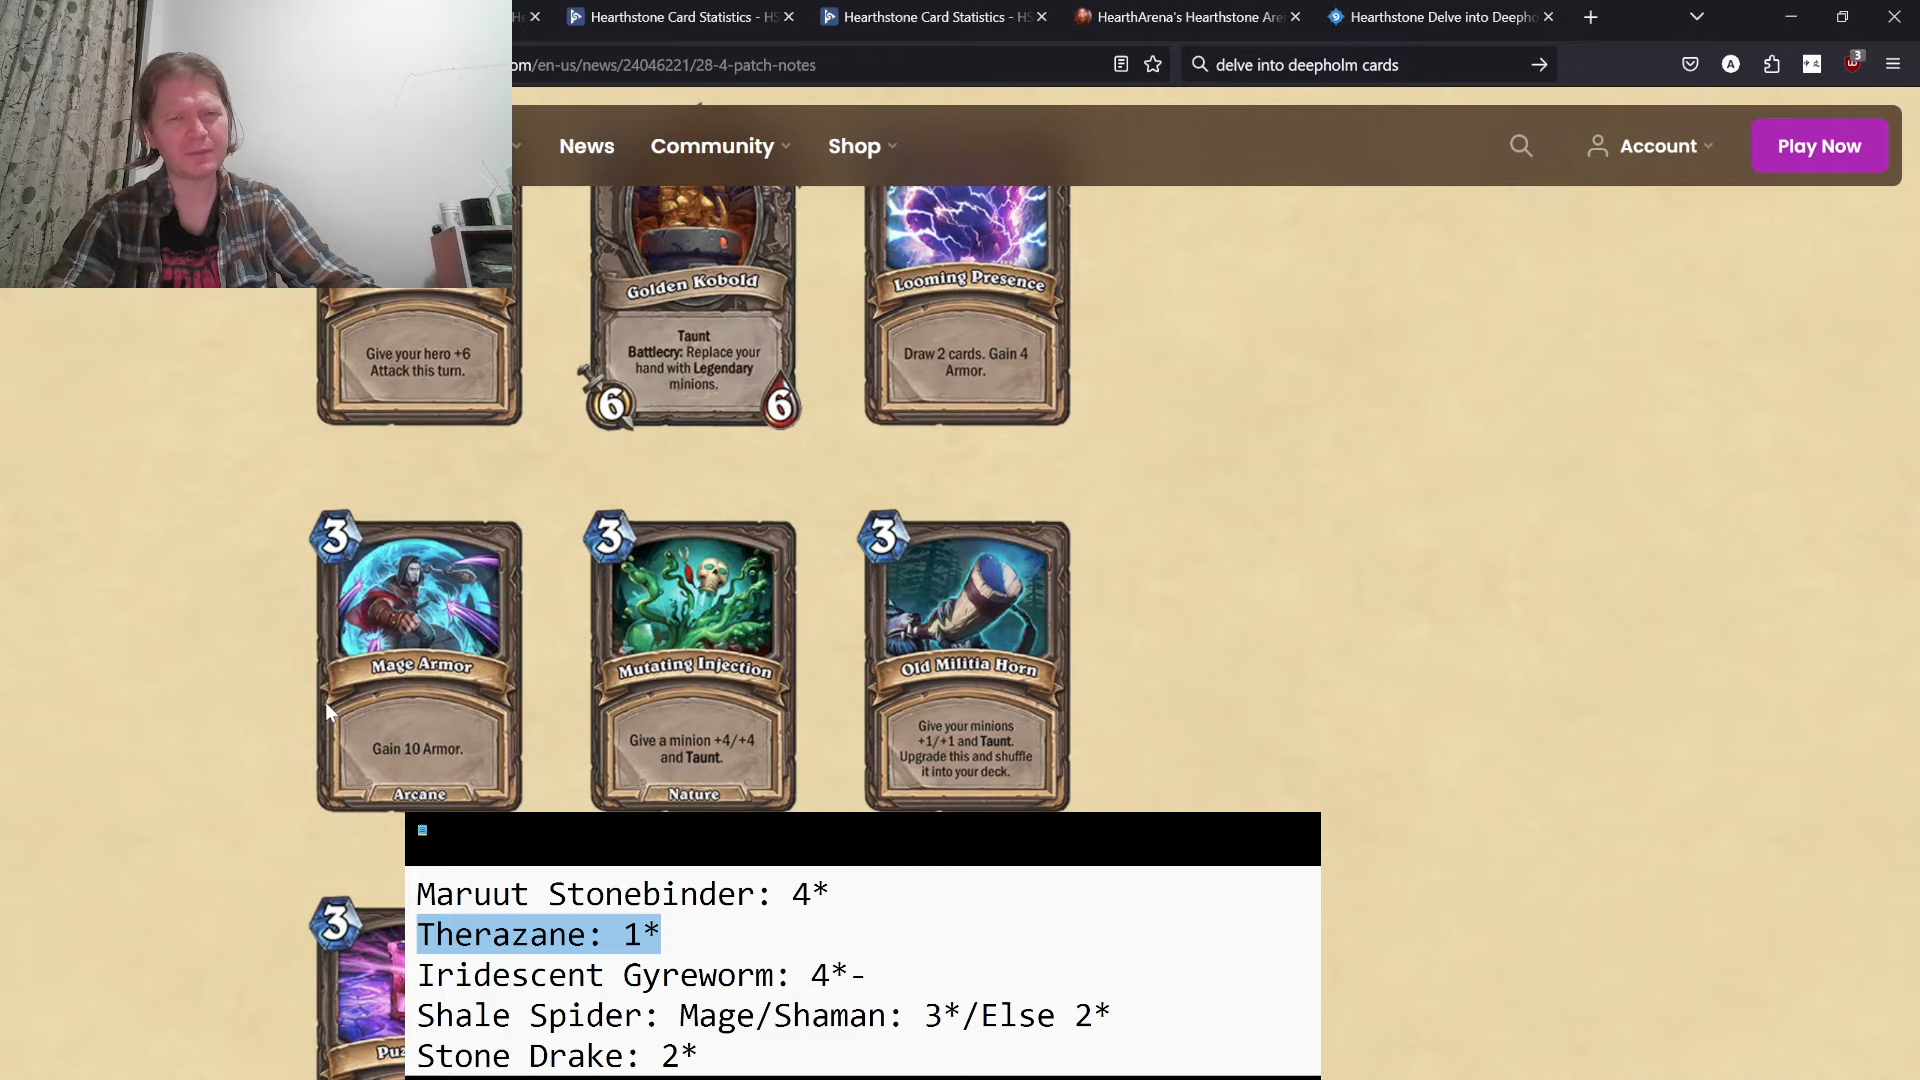 Hearthstone Card Statistics - HS
Hearthstone Card Statistics - HS
HearthArena's Hearthstone Are
Hearthstone Delve into Deepho
om/en-us/news/24046221/28-4-patch-notes
delve into deepholm cards
A
3
News
Community
Shop
Account
Play Now
Give your hero +6
Attack this turn.
Golden Kobold
Taunt
Battlecry: Replace your
hand with Legendary
minions.
6
6
Looming Presence
Draw 2 cards. Gain 4
Armor.
3
Mage Armor
Gain 10 Armor.
Arcane
3
Mutating Injection
Give a minion +4/+4
and Taunt.
Nature
3
Old Militia Horn
Give your minions
+1/+1 and Taunt.
Upgrade this and shuffle
it into your deck.
3
Puz
Maruut Stonebinder: 4*
Therazane: 1*
Iridescent Gyreworm: 4*-
Shale Spider: Mage/Shaman: 3*/Else 2*
Stone Drake: 2*